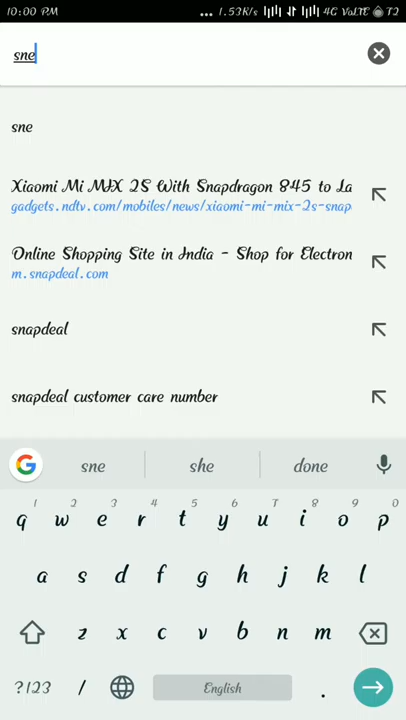 10:00 PM ... 1.53K/s 4G VoLTE 72
sne
sne
Xiaomi Mi MIX 2S With Snapdragon 845 to La
gadgets.ndtv.com/mobiles/news/xiaomi-mi-mix-2s-snap
Online Shopping Site in India - Shop for Electron
m.snapdeal.com
snapdeal
snapdeal customer care number
G sne she done
1 2 3 4 5 6 7 8 9 0
q w e r t y u i o p
a s d f g h j k l
z x c v b n m
?123 / English .